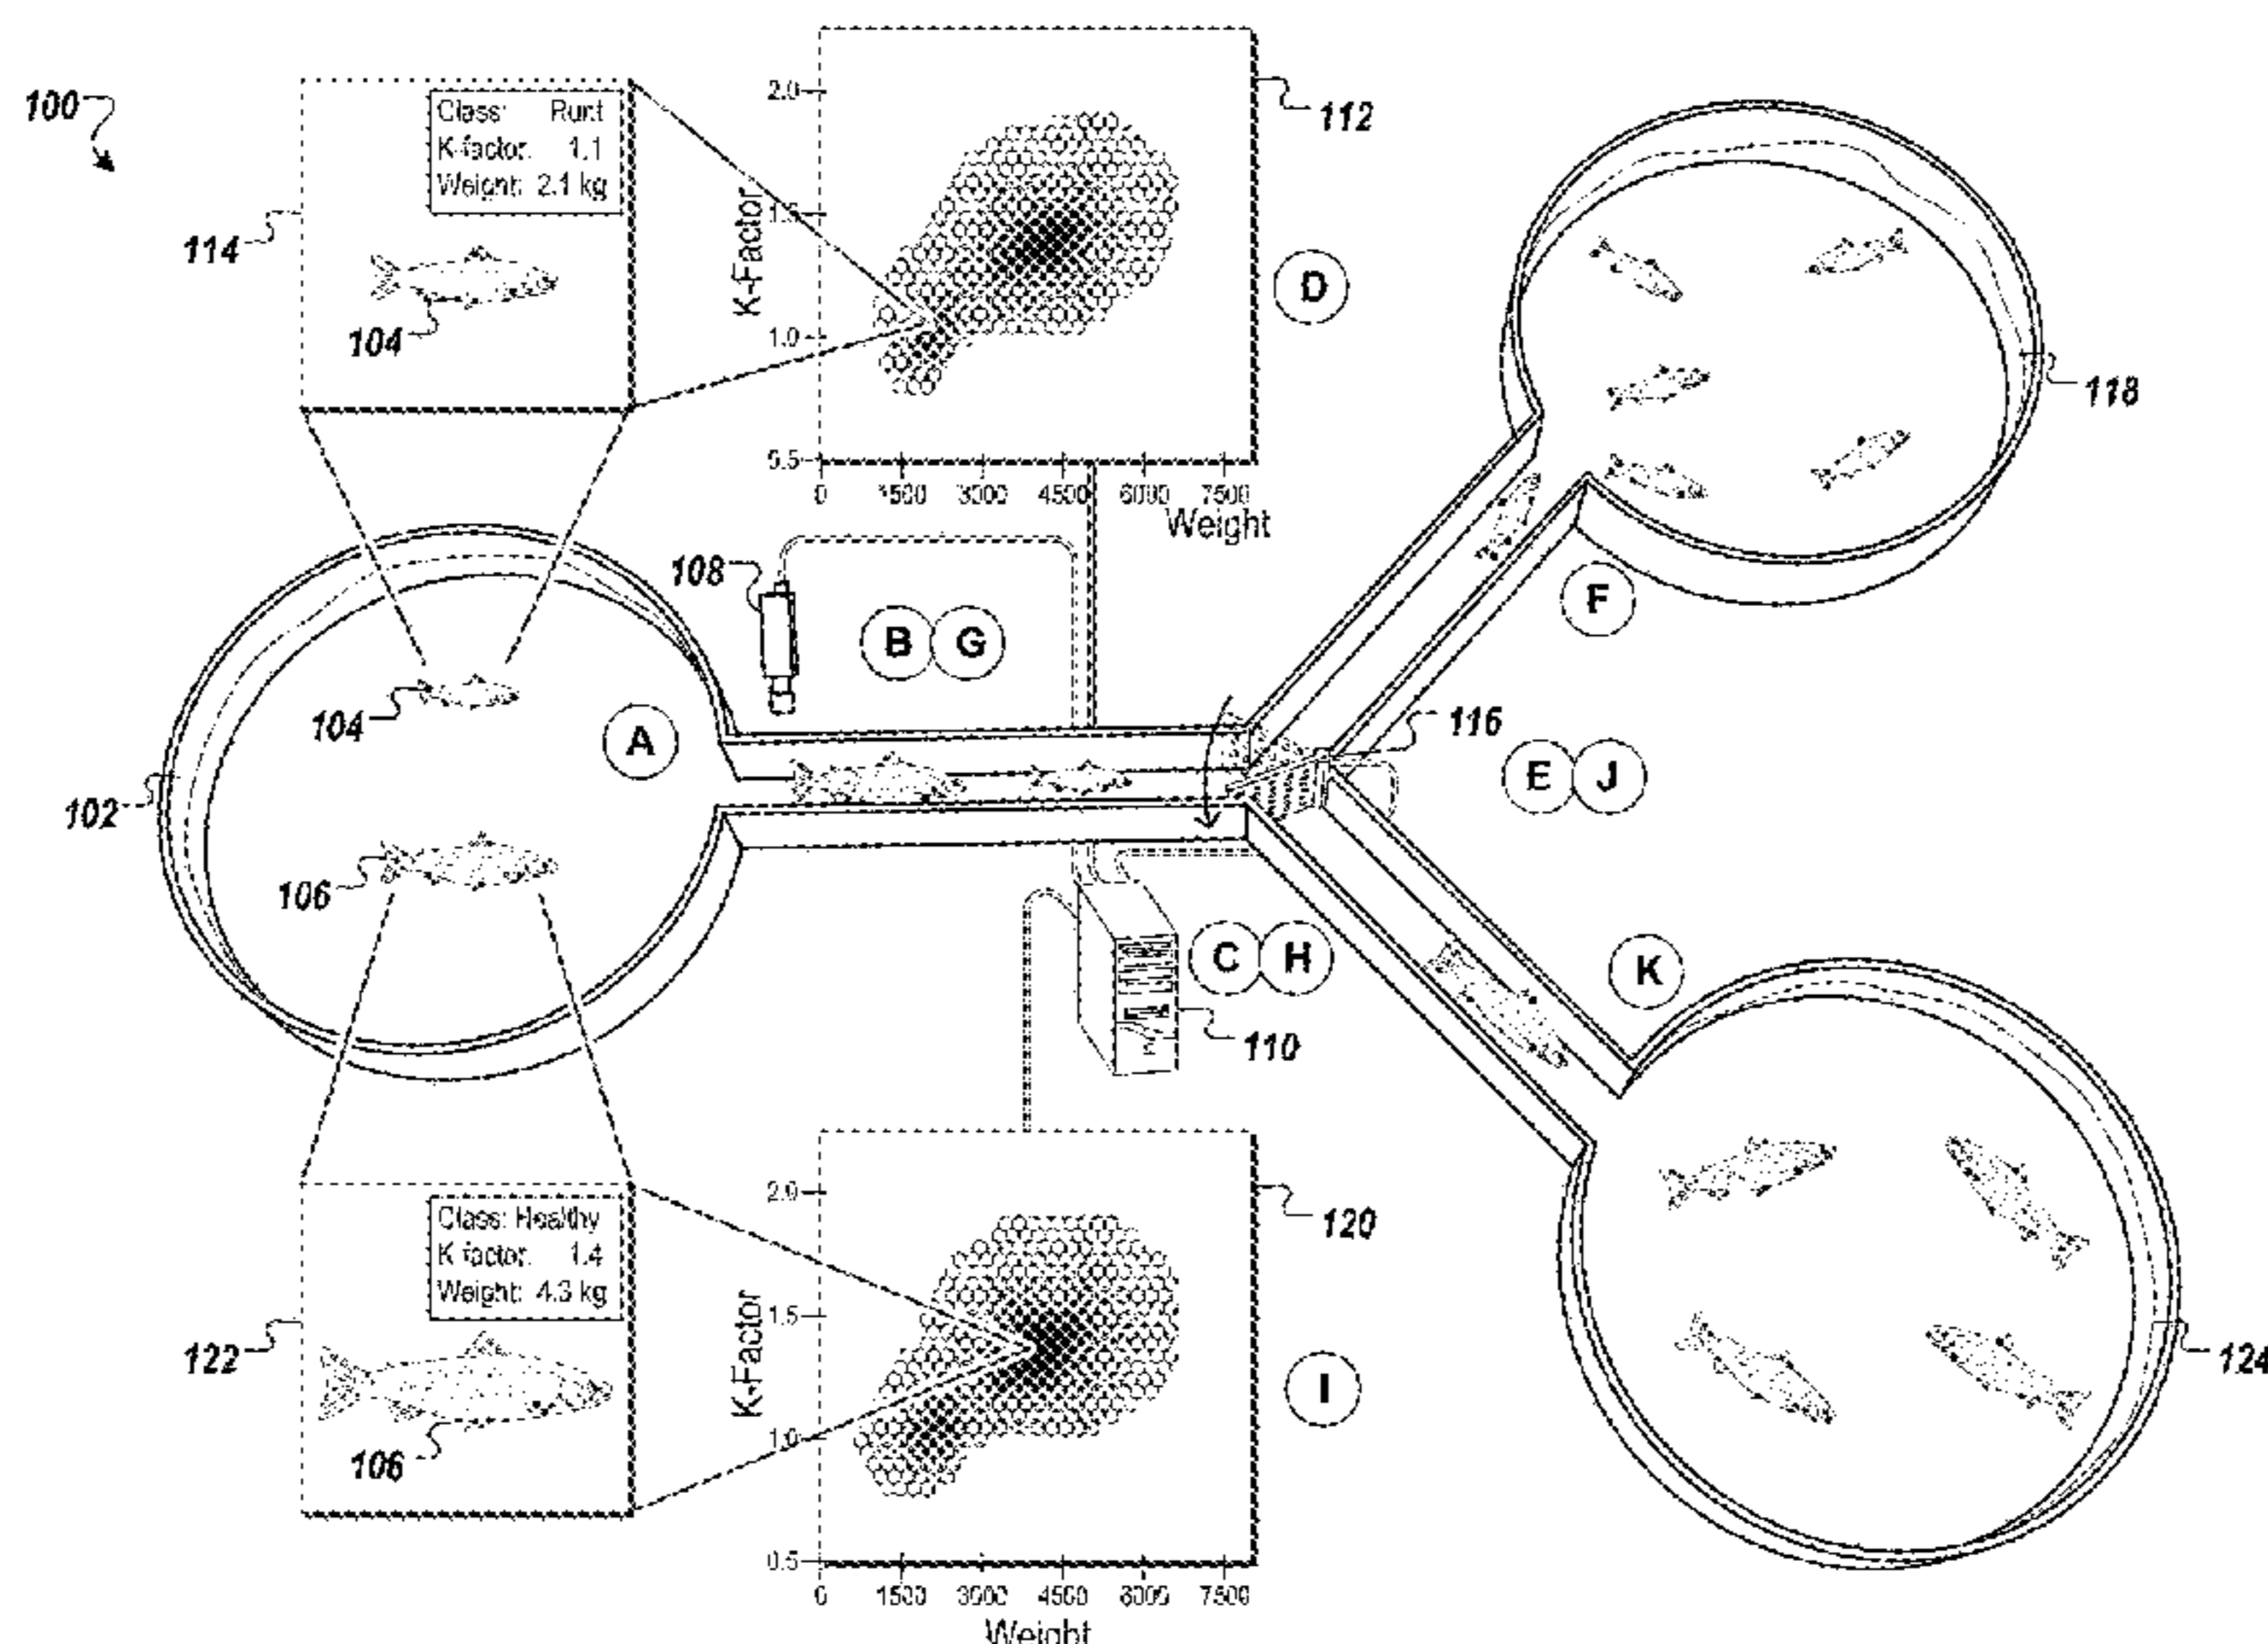 100
Class: Runt
K-factor: 1.1
Weight: 2.1 kg
114
104
2.0
1.5
1.0
0.5
K-Factor
0 1500 3000 4500 6000 7500
Weight
112
D
118
F
108
B G
104
A
102
106
116
E J
C H
110
K
Class: Healthy
K factor: 1.4
Weight: 4.3 kg
122
106
2.0
1.5
1.0
0.5
K-Factor
0 1500 3000 4500 6000 7500
Weight
120
I
124